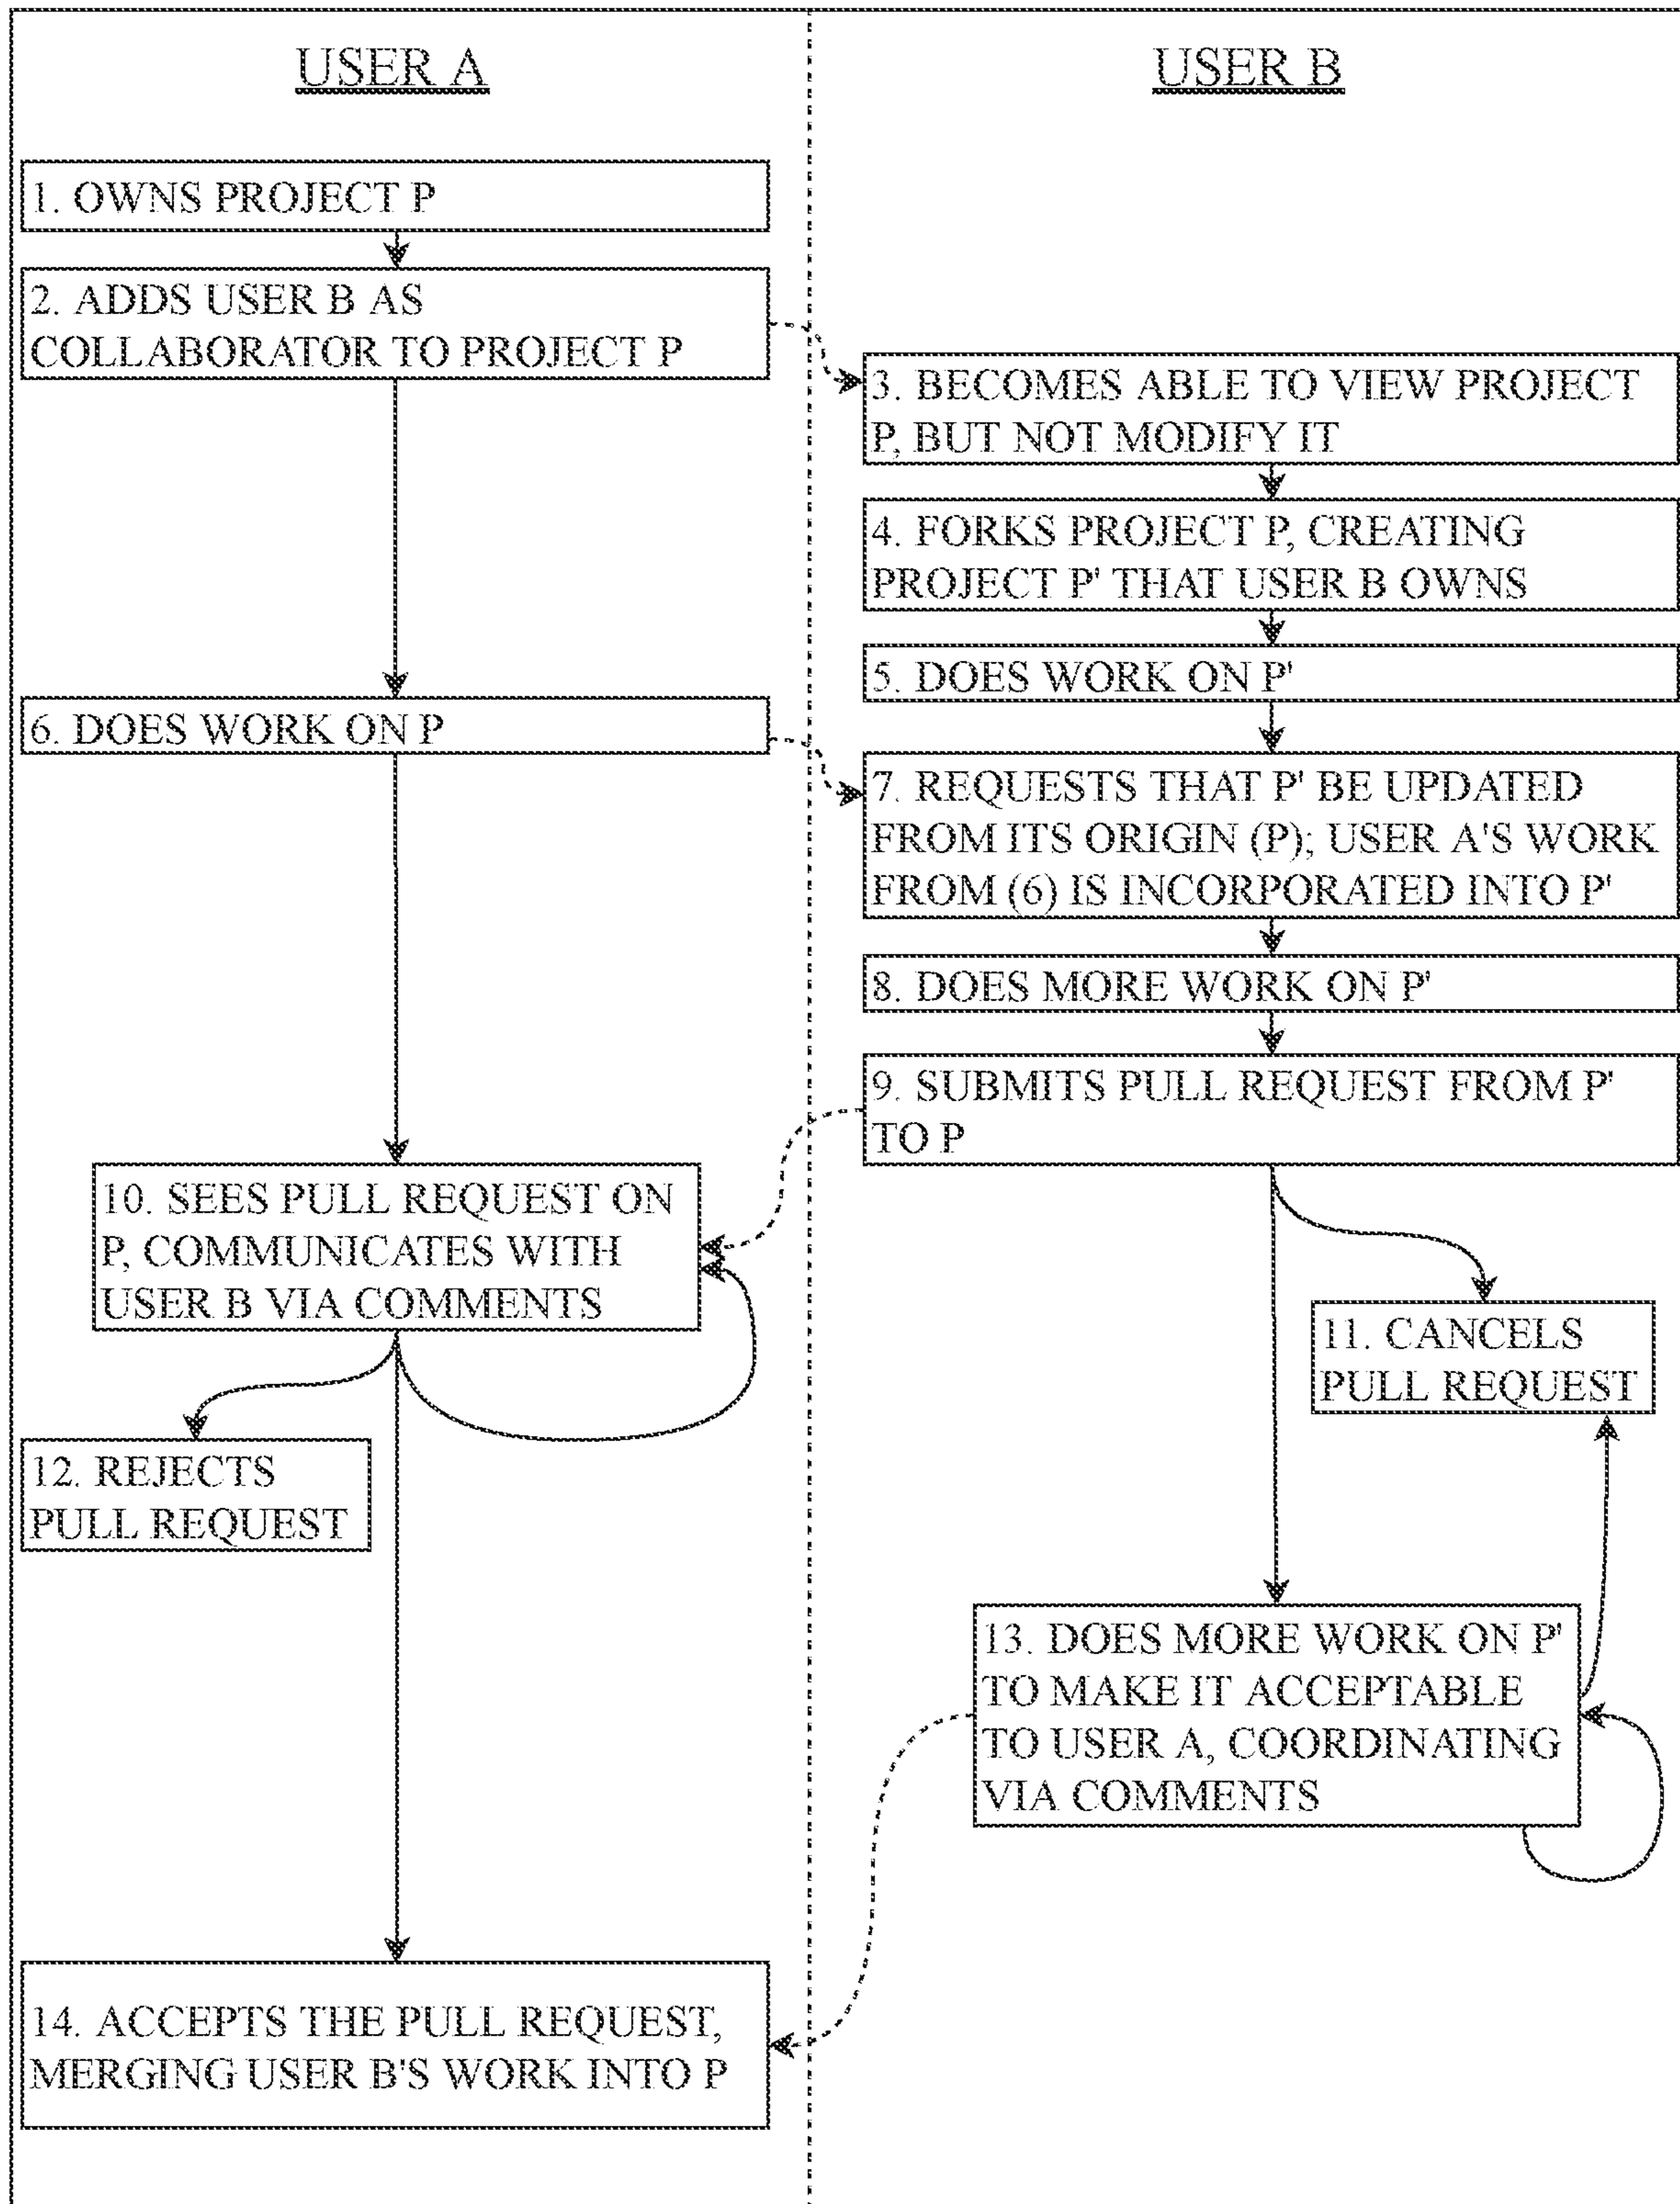 USER A
USER B
1. OWNS PROJECT P
2. ADDS USER B AS
COLLABORATOR TO PROJECT P
3. BECOMES ABLE TO VIEW PROJECT
P, BUT NOT MODIFY IT
4. FORKS PROJECT P, CREATING
PROJECT P' THAT USER B OWNS
5. DOES WORK ON P'
6. DOES WORK ON P
7. REQUESTS THAT P' BE UPDATED
FROM ITS ORIGIN (P); USER A'S WORK
FROM (6) IS INCORPORATED INTO P'
8. DOES MORE WORK ON P'
9. SUBMITS PULL REQUEST FROM P'
TO P
10. SEES PULL REQUEST ON
P, COMMUNICATES WITH
USER B VIA COMMENTS
11. CANCELS
PULL REQUEST
12. REJECTS
PULL REQUEST
13. DOES MORE WORK ON P'
TO MAKE IT ACCEPTABLE
TO USER A, COORDINATING
VIA COMMENTS
14. ACCEPTS THE PULL REQUEST,
MERGING USER B'S WORK INTO P